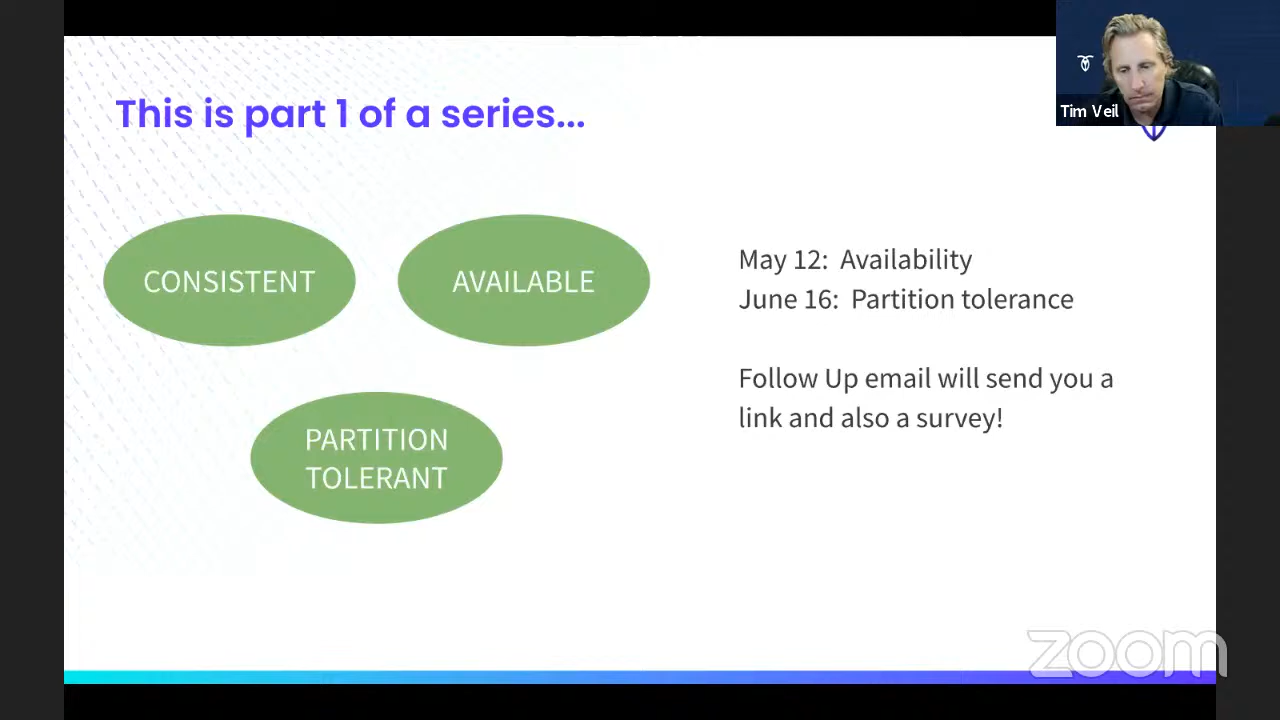 This is part 1 of a series...
Tim Veil
CONSISTENT
AVAILABLE
PARTITION
TOLERANT
May 12:  Availability
June 16:  Partition tolerance
Follow Up email will send you a
link and also a survey!
zoom